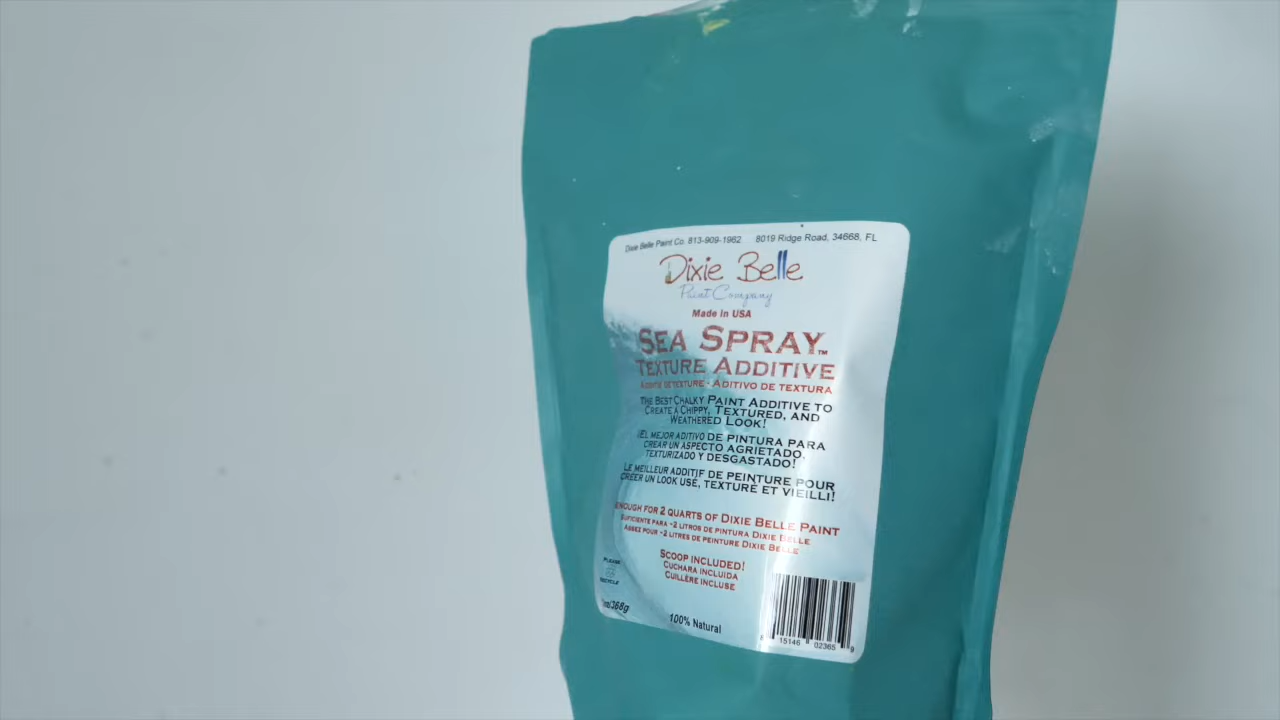 Dixie Belle Paint Co. 813-909-1962 8019 Ridge Road, 34668, FL
Dixie Belle
Paint Company
Made in USA
SEA SPRAY™
TEXTURE ADDITIVE
ADDITIF DE TEXTURE - ADITIVO DE TEXTURA
THE BEST CHALKY PAINT ADDITIVE TO
CREATE A CHIPPY, TEXTURED, AND
WEATHERED LOOK!
¡EL MEJOR ADITIVO DE PINTURA PARA
CREAR UN ASPECTO AGRIETADO,
TEXTURIZADO Y DESGASTADO!
LE MEILLEUR ADDITIF DE PEINTURE POUR
CRÉER UN LOOK USÉ, TEXTURÉ ET VIEILLI!
ENOUGH FOR 2 QUARTS OF DIXIE BELLE PAINT
SUFICIENTE PARA ~2 LITROS DE PINTURA DIXIE BELLE
ASSEZ POUR ~2 LITRES DE PEINTURE DIXIE BELLE
SCOOP INCLUDED!
CUCHARA INCLUIDA
CUILLÈRE INCLUSE
PLEASE
RECYCLE
/368g
100% Natural
15146 02365 9